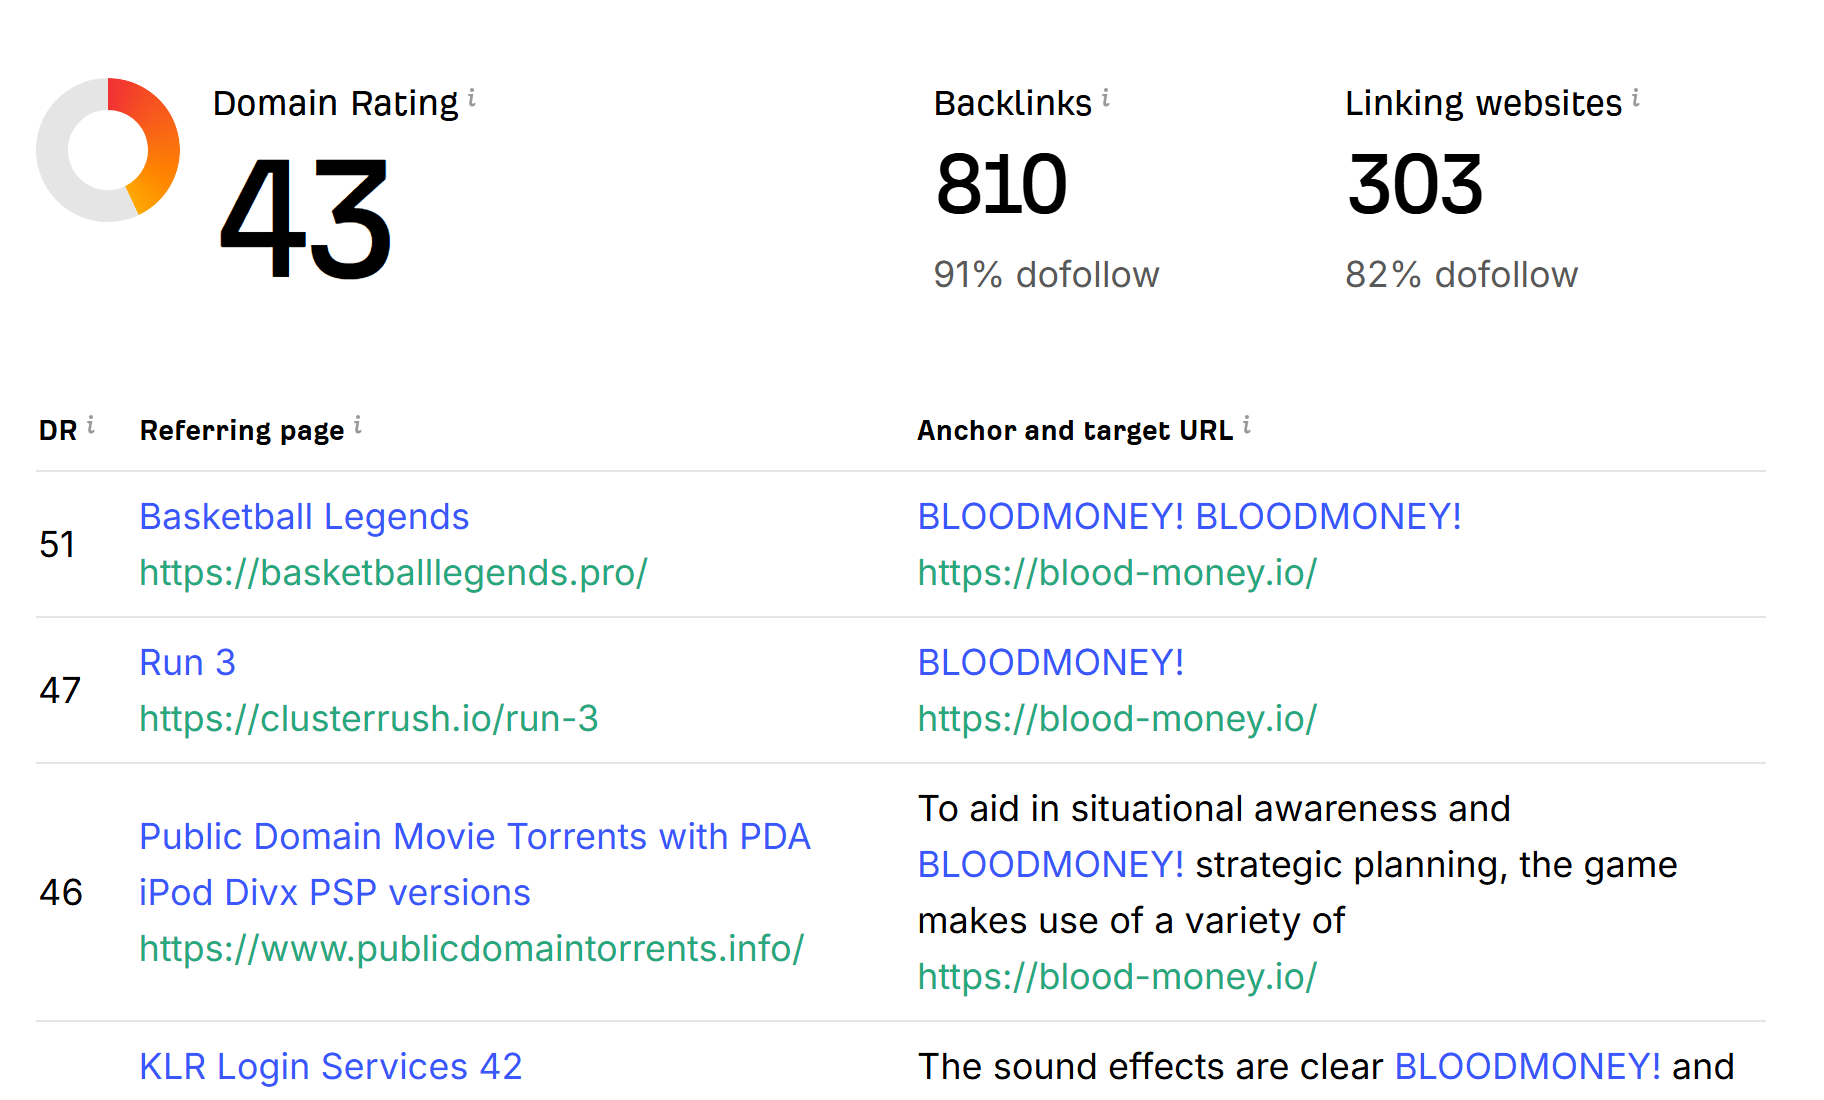 Domain Rating i
43
Backlinks i
810
91% dofollow
Linking websites i
303
82% dofollow
DR i
Referring page i
Anchor and target URL i
51
Basketball Legends
https://basketballlegends.pro/
BLOODMONEY! BLOODMONEY!
https://blood-money.io/
47
Run 3
https://clusterrush.io/run-3
BLOODMONEY!
https://blood-money.io/
46
Public Domain Movie Torrents with PDA
iPod Divx PSP versions
https://www.publicdomaintorrents.info/
To aid in situational awareness and
BLOODMONEY! strategic planning, the game
makes use of a variety of
https://blood-money.io/
KLR Login Services 42
The sound effects are clear BLOODMONEY! and